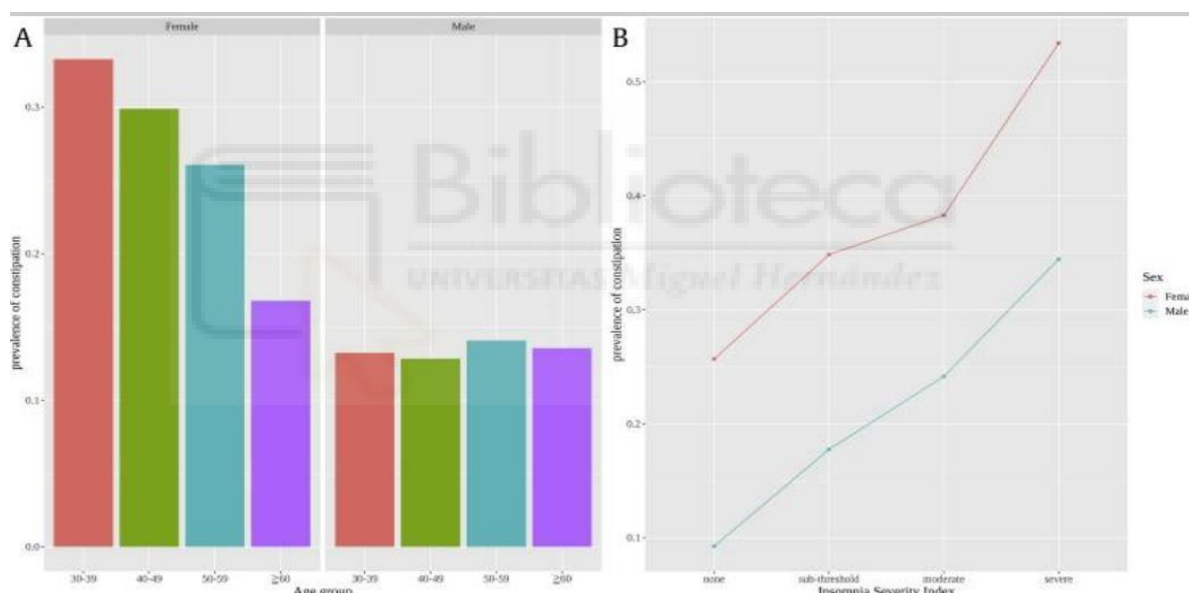 A
Female
Male
prevalence of constipation
0.3
0.2
0.1
0.0
30-39
40-49
50-59
≥60
30-39
40-49
50-59
≥60
Age group
B
prevalence of constipation
0.5
0.4
0.3
0.2
0.1
none
sub-threshold
moderate
severe
Insomnia Severity Index
Sex
Fema
Male
Biblioteca
UNIVERSITAS Miguel Hernández